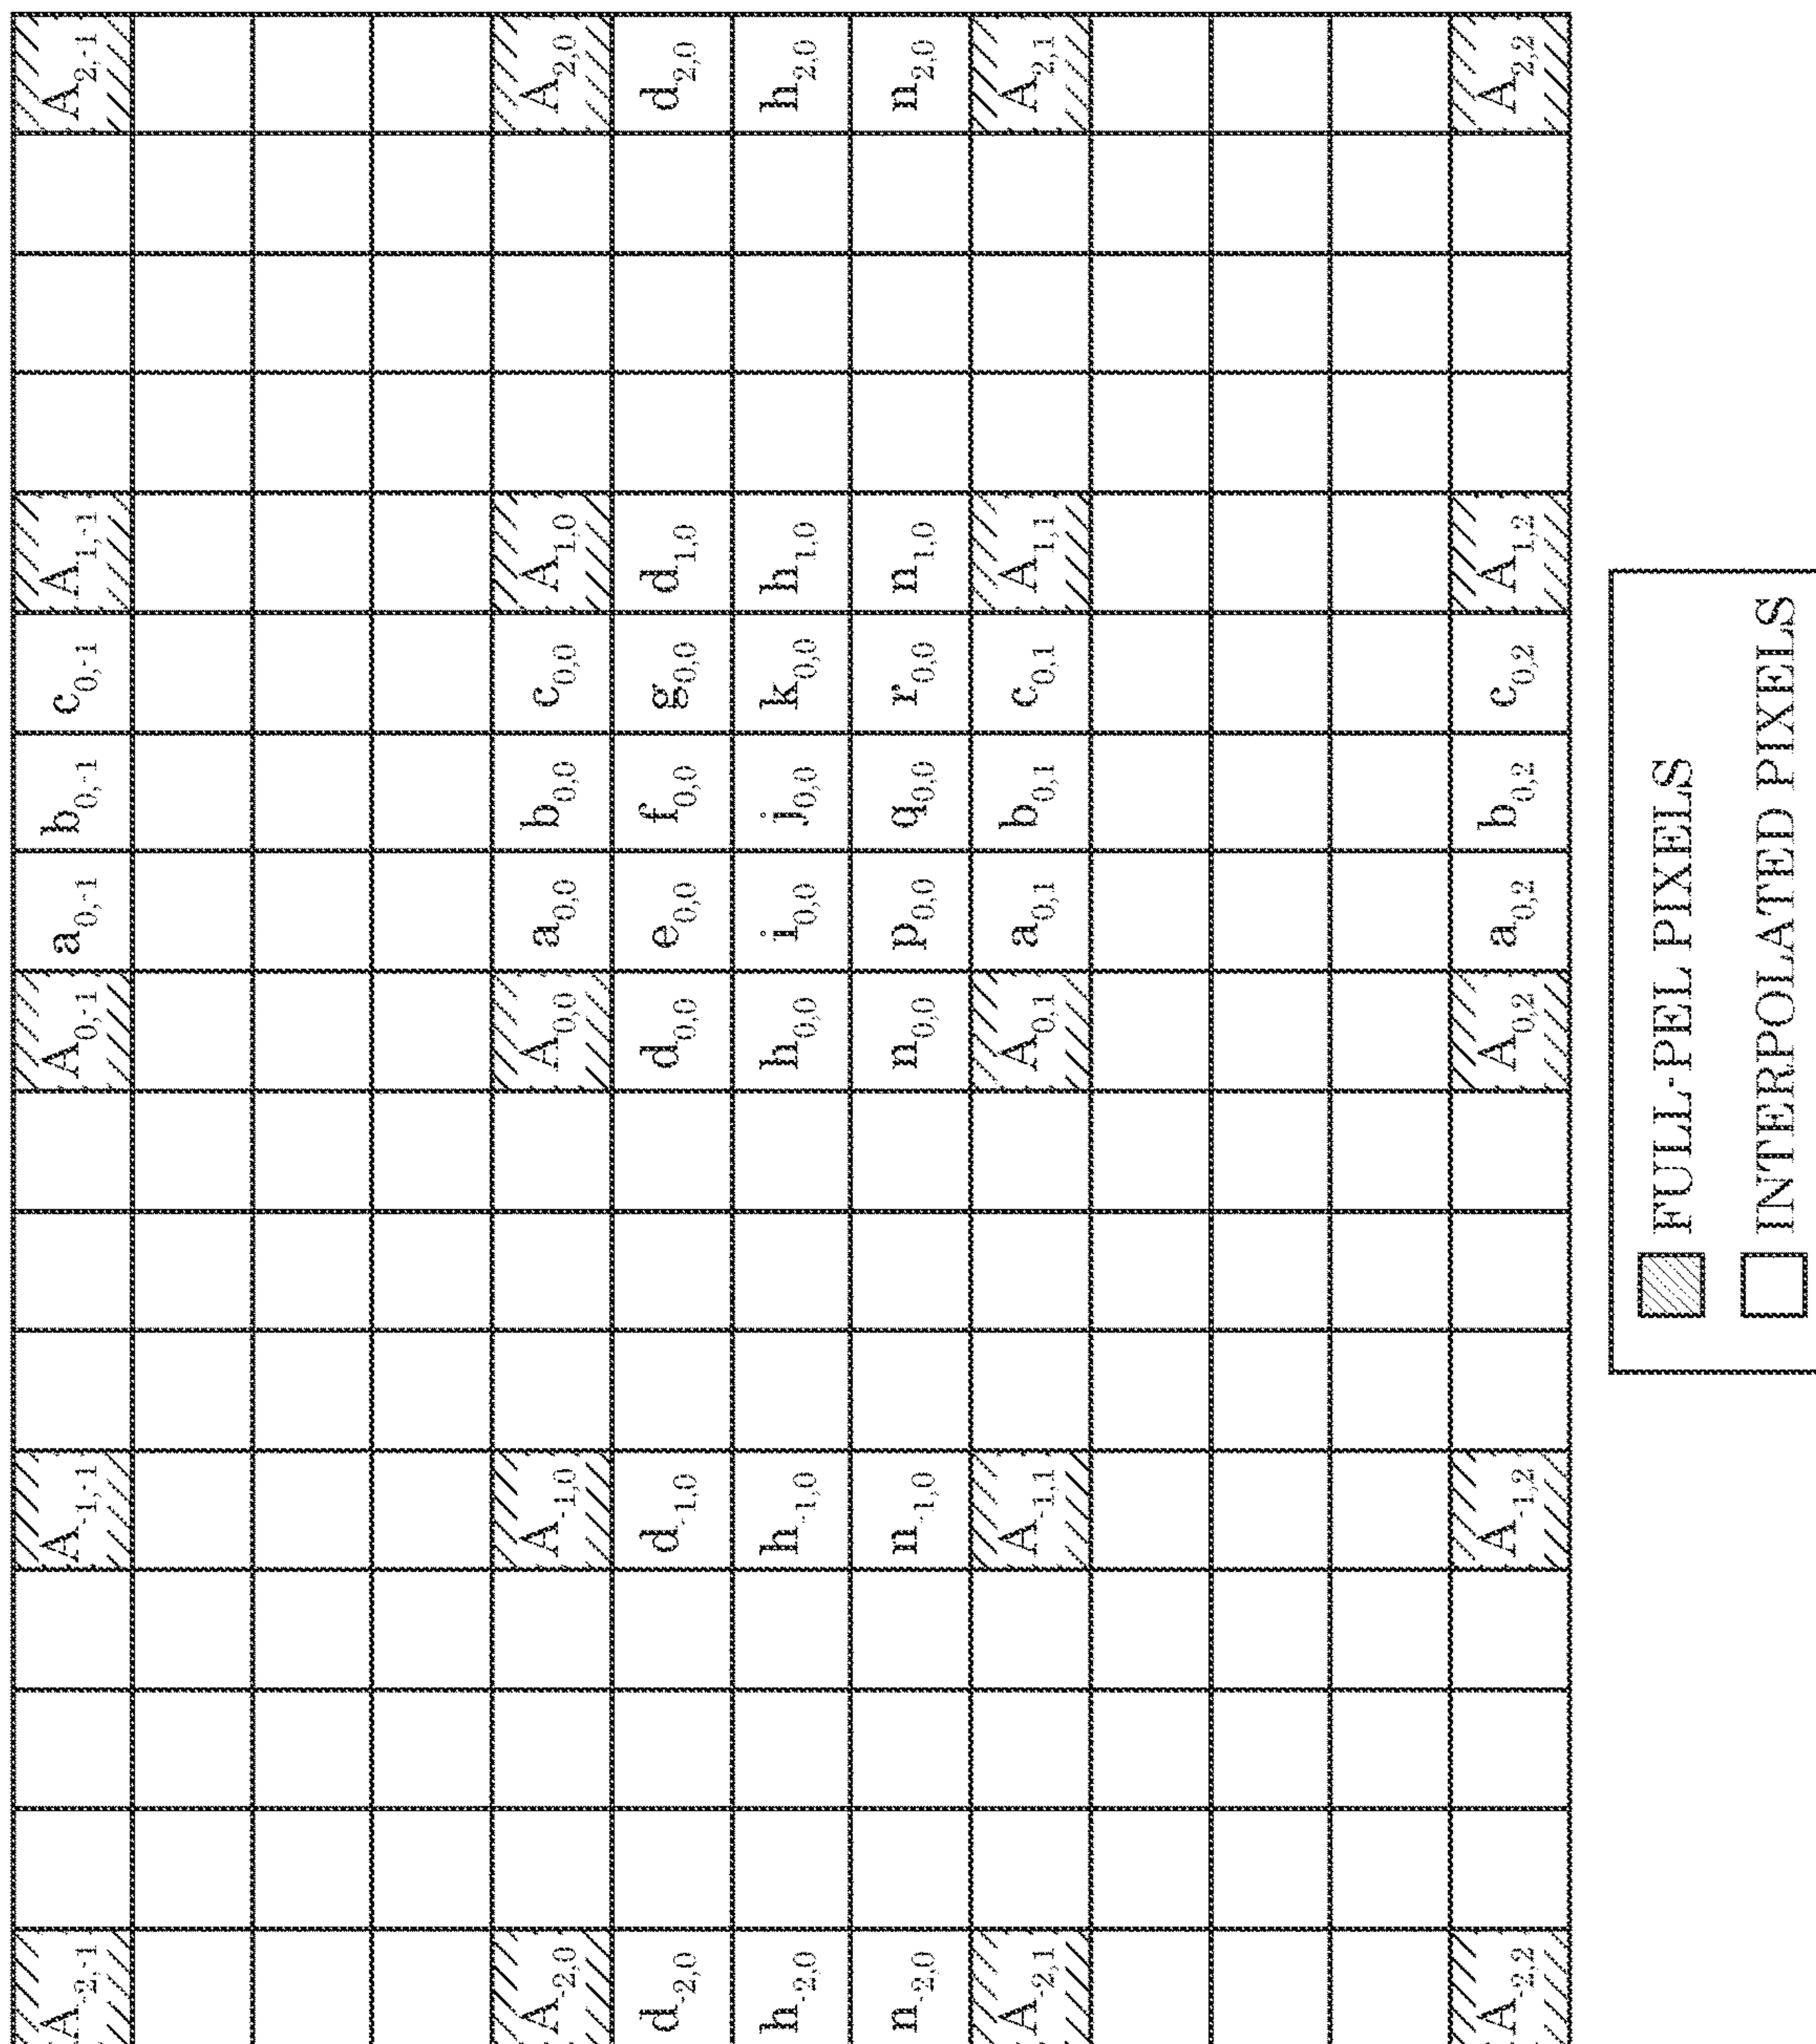 A-2,-1 A-1,-1 A0,-1 a0,-1 b0,-1 c0,-1 A1,-1 A2,-1
A-2,0 A-1,0 A0,0 a0,0 b0,0 c0,0 A1,0 A2,0
d-2,0 d-1,0 d0,0 e0,0 f0,0 g0,0 d1,0 d2,0
h-2,0 h-1,0 h0,0 i0,0 j0,0 k0,0 h1,0 h2,0
n-2,0 n-1,0 n0,0 p0,0 q0,0 r0,0 n1,0 n2,0
A-2,1 A-1,1 A0,1 a0,1 b0,1 c0,1 A1,1 A2,1
A-2,2 A-1,2 A0,2 a0,2 b0,2 c0,2 A1,2 A2,2
FULL-PEL PIXELS
INTERPOLATED PIXELS